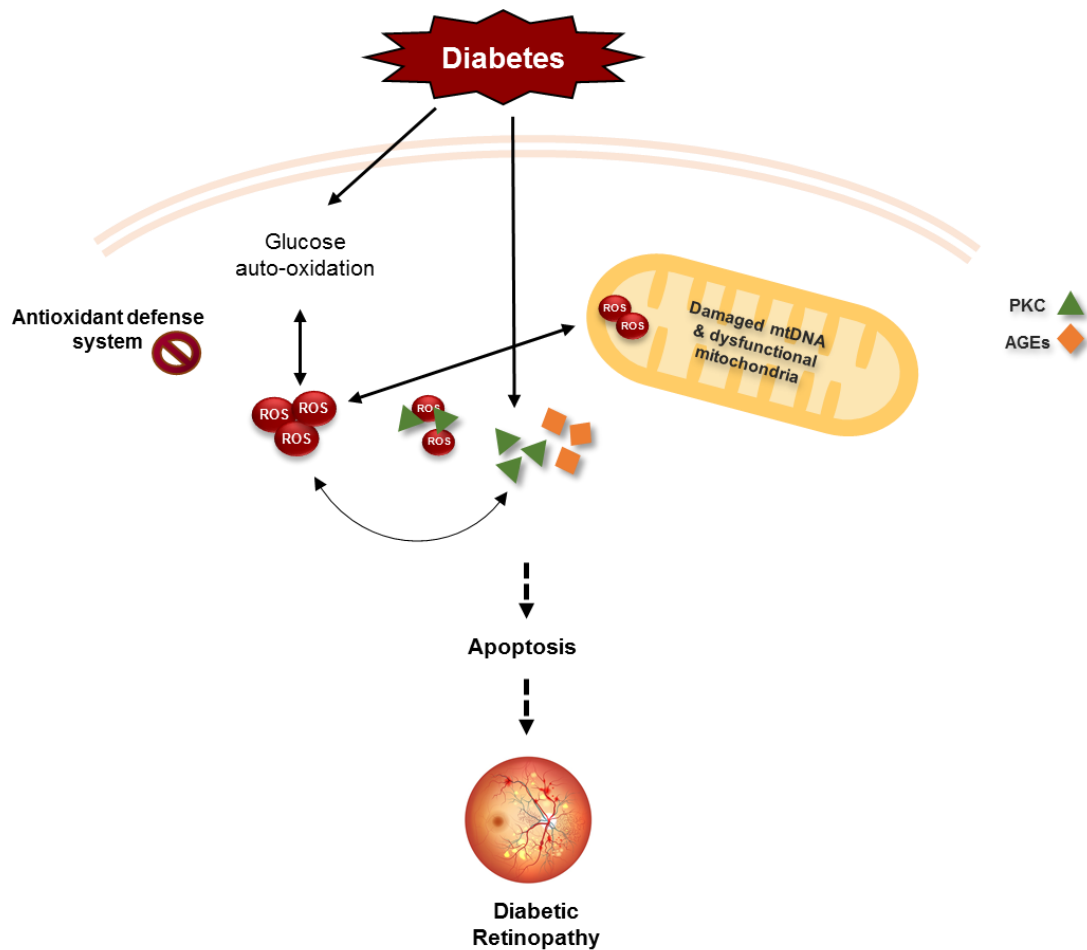 Diabetes
Glucose
auto-oxidation
Antioxidant defense
system
ROS
ROS
Damaged mtDNA
& dysfunctional
mitochondria
PKC
AGEs
ROS
ROS
ROS
ROS
ROS
Apoptosis
Diabetic
Retinopathy